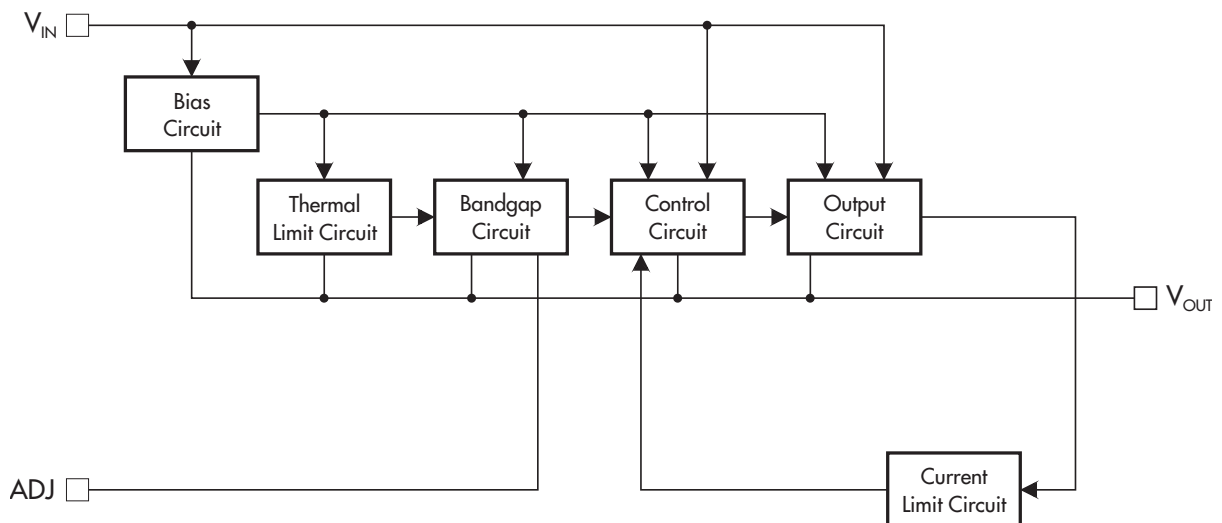 V_IN
Bias
Circuit
Thermal
Limit Circuit
Bandgap
Circuit
Control
Circuit
Output
Circuit
V_OUT
ADJ
Current
Limit Circuit